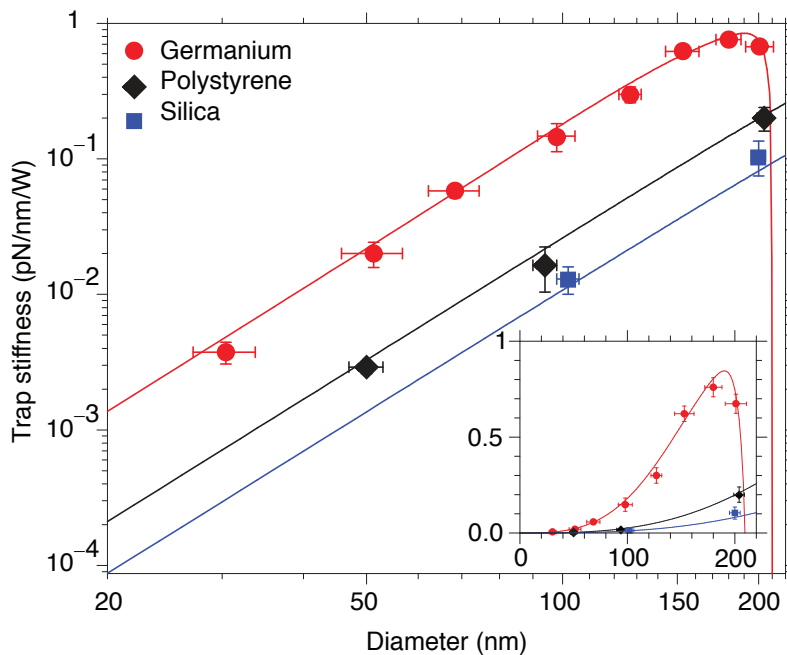 1
Germanium
Polystyrene
Silica
10⁻¹
10⁻²
10⁻³
10⁻⁴
Trap stiffness (pN/nm/W)
1
0.5
0.0
0 100 200
20 50 100 150 200
Diameter (nm)